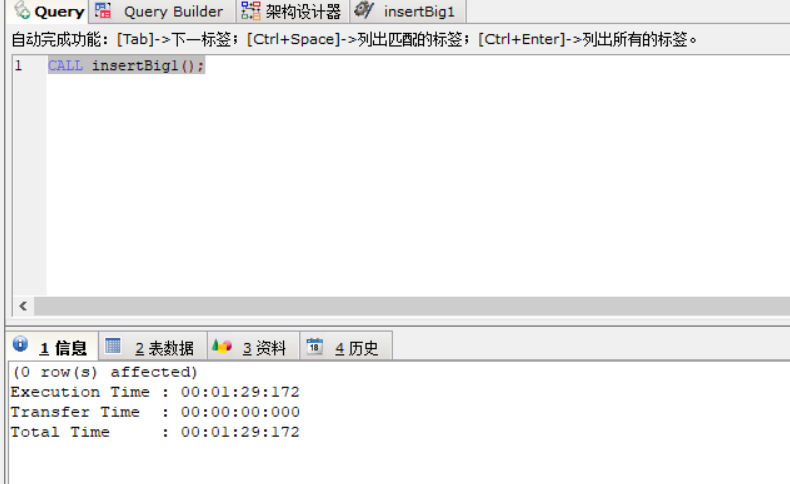 Query Query Builder 架构设计器 insertBig1
自动完成功能: [Tab]->下一标签; [Ctrl+Space]->列出匹配的标签; [Ctrl+Enter]->列出所有的标签。
1 CALL insertBig1();
1 信息 2 表数据 3 资料 4 历史
(0 row(s) affected)
Execution Time : 00:01:29:172
Transfer Time : 00:00:00:000
Total Time : 00:01:29:172